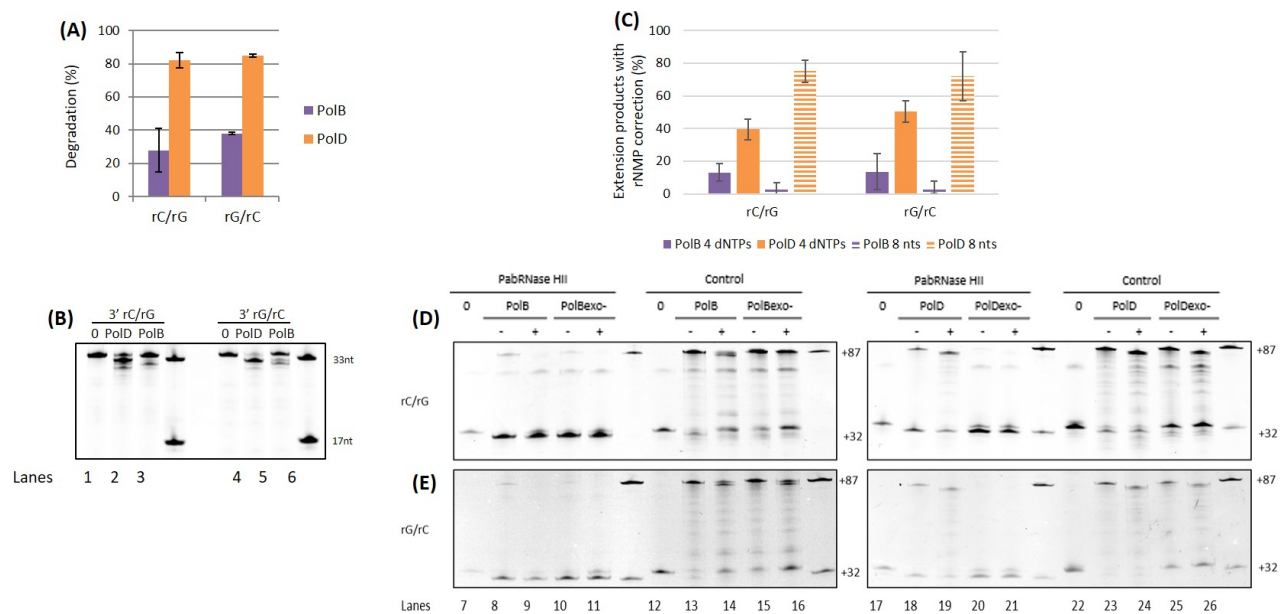 (A)
100
80
60
40
20
0
Degradation (%)
rC/rG
rG/rC
PolB
PolD
(C)
100
80
60
40
20
0
Extension products with
rNMP correction (%)
rC/rG
rG/rC
PolB 4 dNTPs
PolD 4 dNTPs
PolB 8 nts
PolD 8 nts
(B)
3' rC/rG
3' rG/rC
0 PolD PolB
0 PolD PolB
33nt
17nt
Lanes 1 2 3 4 5 6
(D)
PabRNase HII
Control
PabRNase HII
Control
0 PolB PolBexo- 0 PolB PolBexo-
0 PolD PolDexo- 0 PolD PolDexo-
- + - + - + - +
- + - + - + - +
rC/rG
+87
+32
+87
+32
(E)
rG/rC
+87
+32
+87
+32
Lanes 7 8 9 10 11 12 13 14 15 16 17 18 19 20 21 22 23 24 25 26